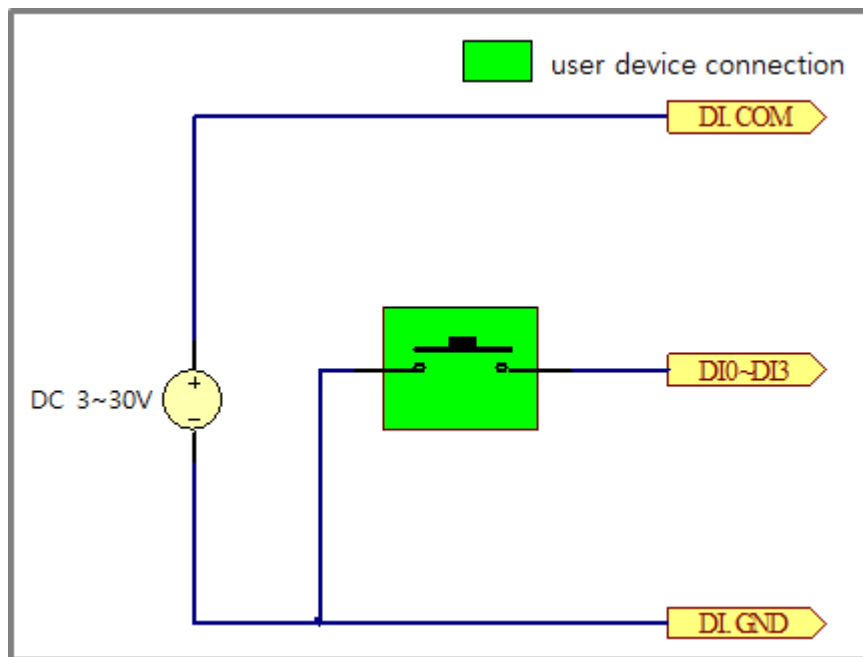 user device connection
DI.COM
DC 3~30V
+
−
DI0~DI3
DI.GND